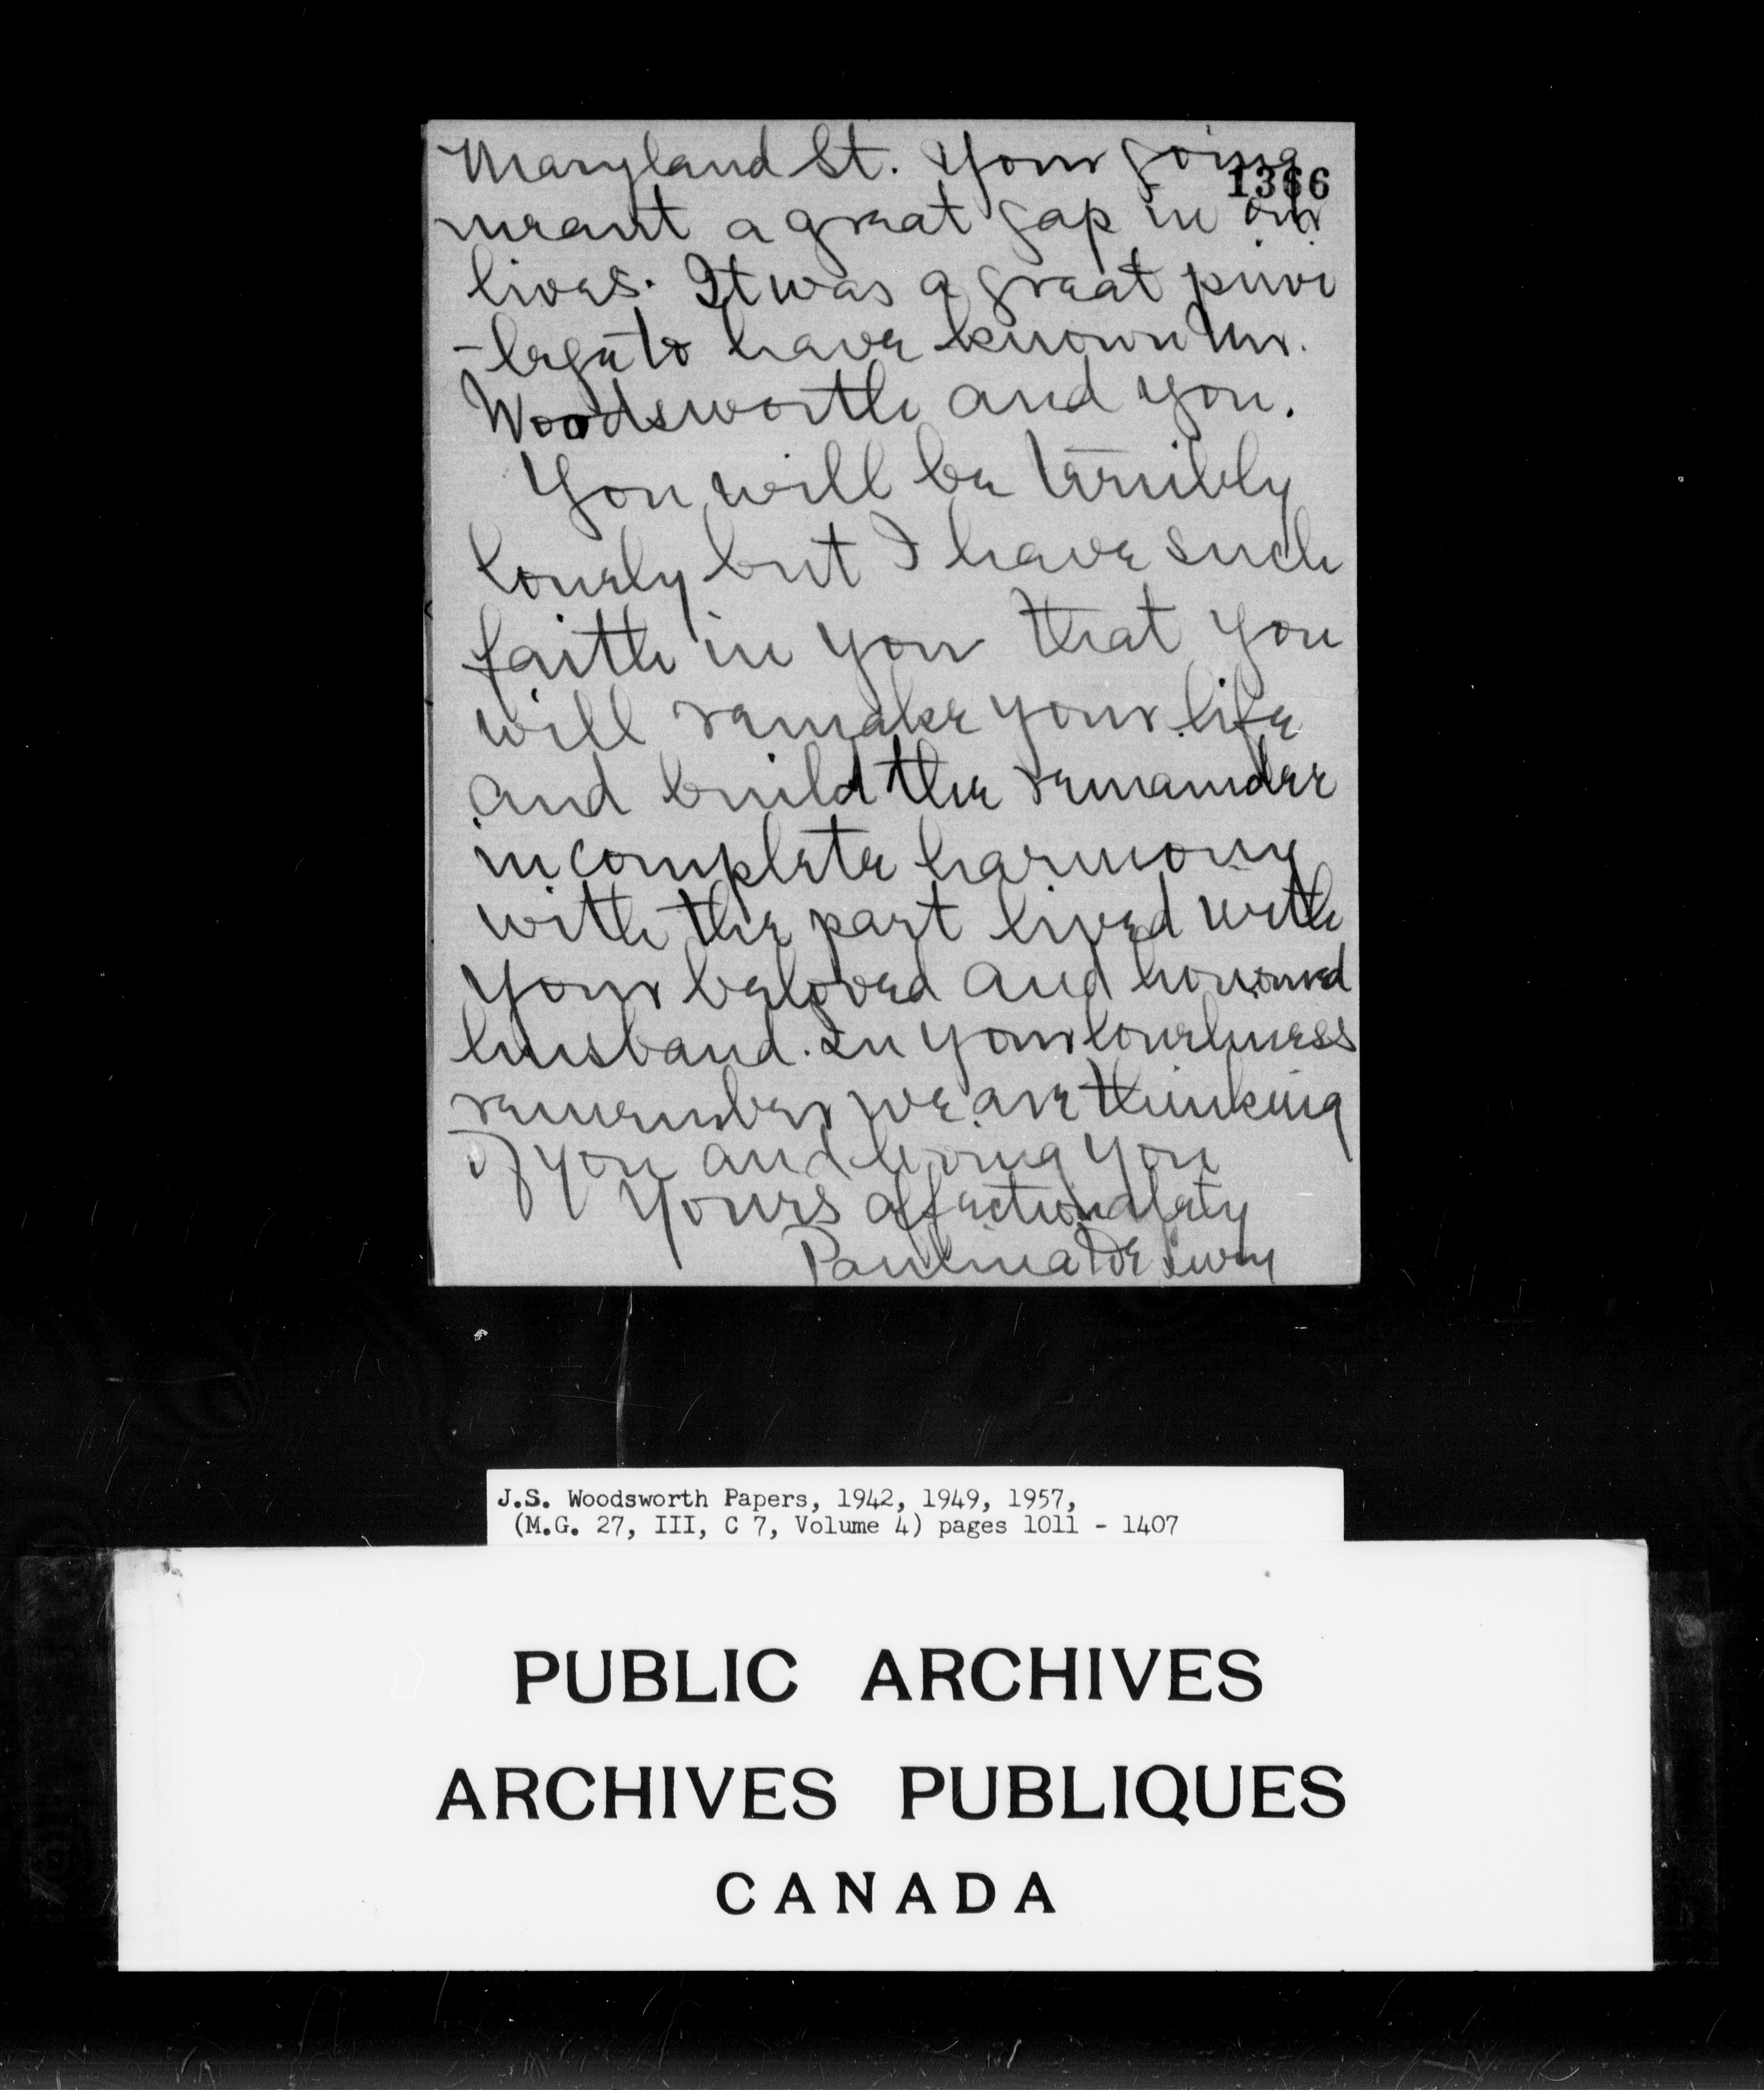 Maryland St. Your going
1366
meant a great gap in our
lives. It was a great privi
-lege to have known Mr.
Woodsworth and you.
You will be terribly
lonely but I have such
faith in you that you
will remake your life
and build the remainder
in complete harmony
with the part lived with
your beloved and honoured
husband. In your loneliness
remember we are thinking
of you and loving you
Yours affectionately
Paulina
J.S. Woodsworth Papers, 1942, 1949, 1957,
(M.G. 27, III, C 7, Volume 4) pages 1011 - 1407
PUBLIC ARCHIVES
ARCHIVES PUBLIQUES
CANADA